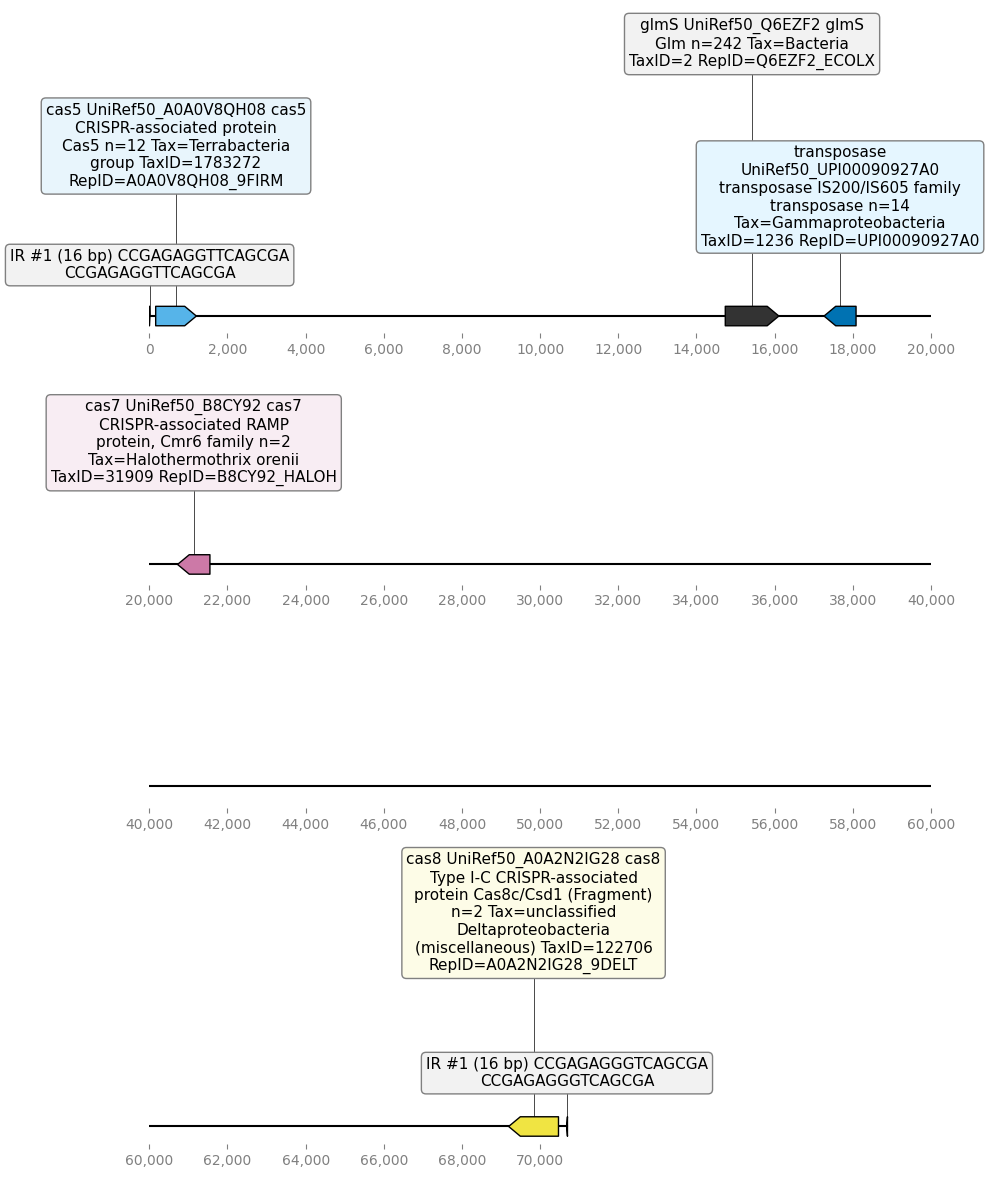 glmS UniRef50_Q6EZF2 glmS
Glm n=242 Tax=Bacteria
TaxID=2 RepID=Q6EZF2_ECOLX
cas5 UniRef50_A0A0V8QH08 cas5
CRISPR-associated protein
Cas5 n=12 Tax=Terrabacteria
group TaxID=1783272
RepID=A0A0V8QH08_9FIRM
transposase
UniRef50_UPI00090927A0
transposase IS200/IS605 family
transposase n=14
Tax=Gammaproteobacteria
TaxID=1236 RepID=UPI00090927A0
IR #1 (16 bp) CCGAGAGGTTCAGCGA
CCGAGAGGTTCAGCGA
0 2,000 4,000 6,000 8,000 10,000 12,000 14,000 16,000 18,000 20,000
cas7 UniRef50_B8CY92 cas7
CRISPR-associated RAMP
protein, Cmr6 family n=2
Tax=Halothermothrix orenii
TaxID=31909 RepID=B8CY92_HALOH
20,000 22,000 24,000 26,000 28,000 30,000 32,000 34,000 36,000 38,000 40,000
40,000 42,000 44,000 46,000 48,000 50,000 52,000 54,000 56,000 58,000 60,000
cas8 UniRef50_A0A2N2IG28 cas8
Type I-C CRISPR-associated
protein Cas8c/Csd1 (Fragment)
n=2 Tax=unclassified
Deltaproteobacteria
(miscellaneous) TaxID=122706
RepID=A0A2N2IG28_9DELT
IR #1 (16 bp) CCGAGAGGGTCAGCGA
CCGAGAGGGTCAGCGA
60,000 62,000 64,000 66,000 68,000 70,000